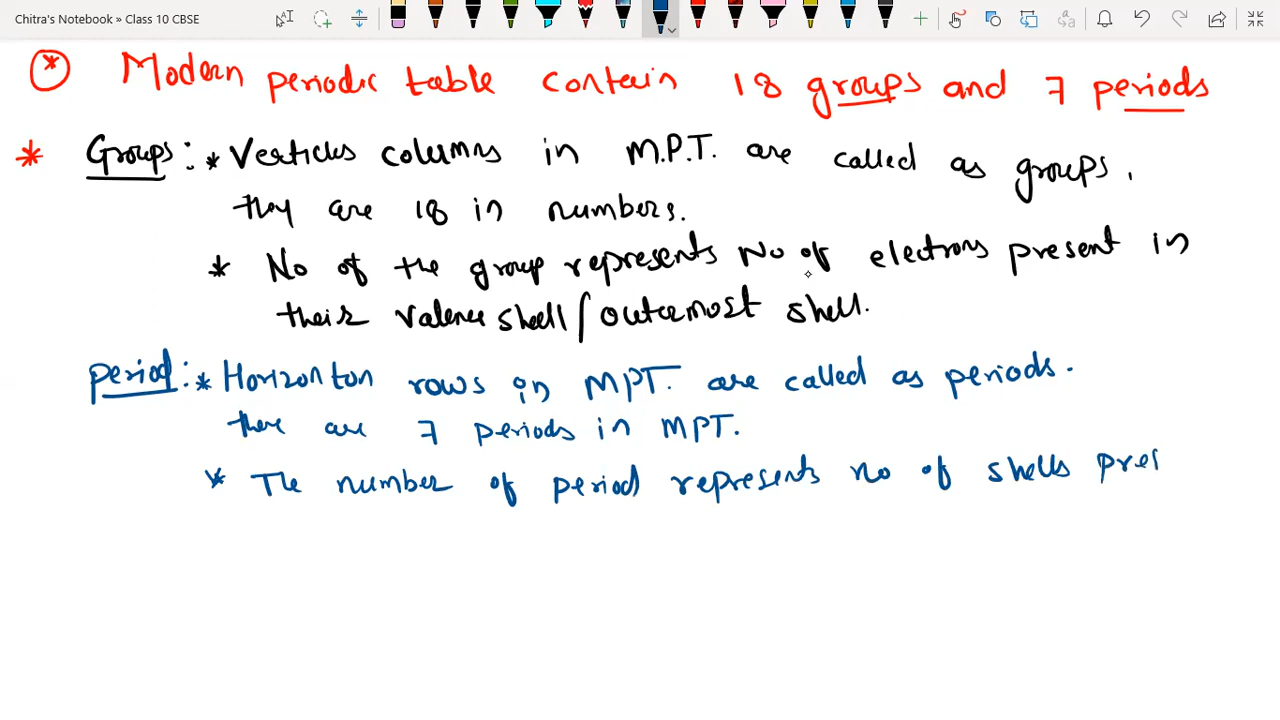 Chitra's Notebook » Class 10 CBSE
* Modern periodic table contain 18 groups and 7 periods
* Groups: * Verticles columns in M.P.T. are called as groups.
they are 18 in numbers.
* No of the group represents No of electrons present in
their valence shell/outermost shell.
Period: * Horizonton rows in MPT. are called as periods.
there are 7 periods in MPT.
* The number of period represents no of shells pres